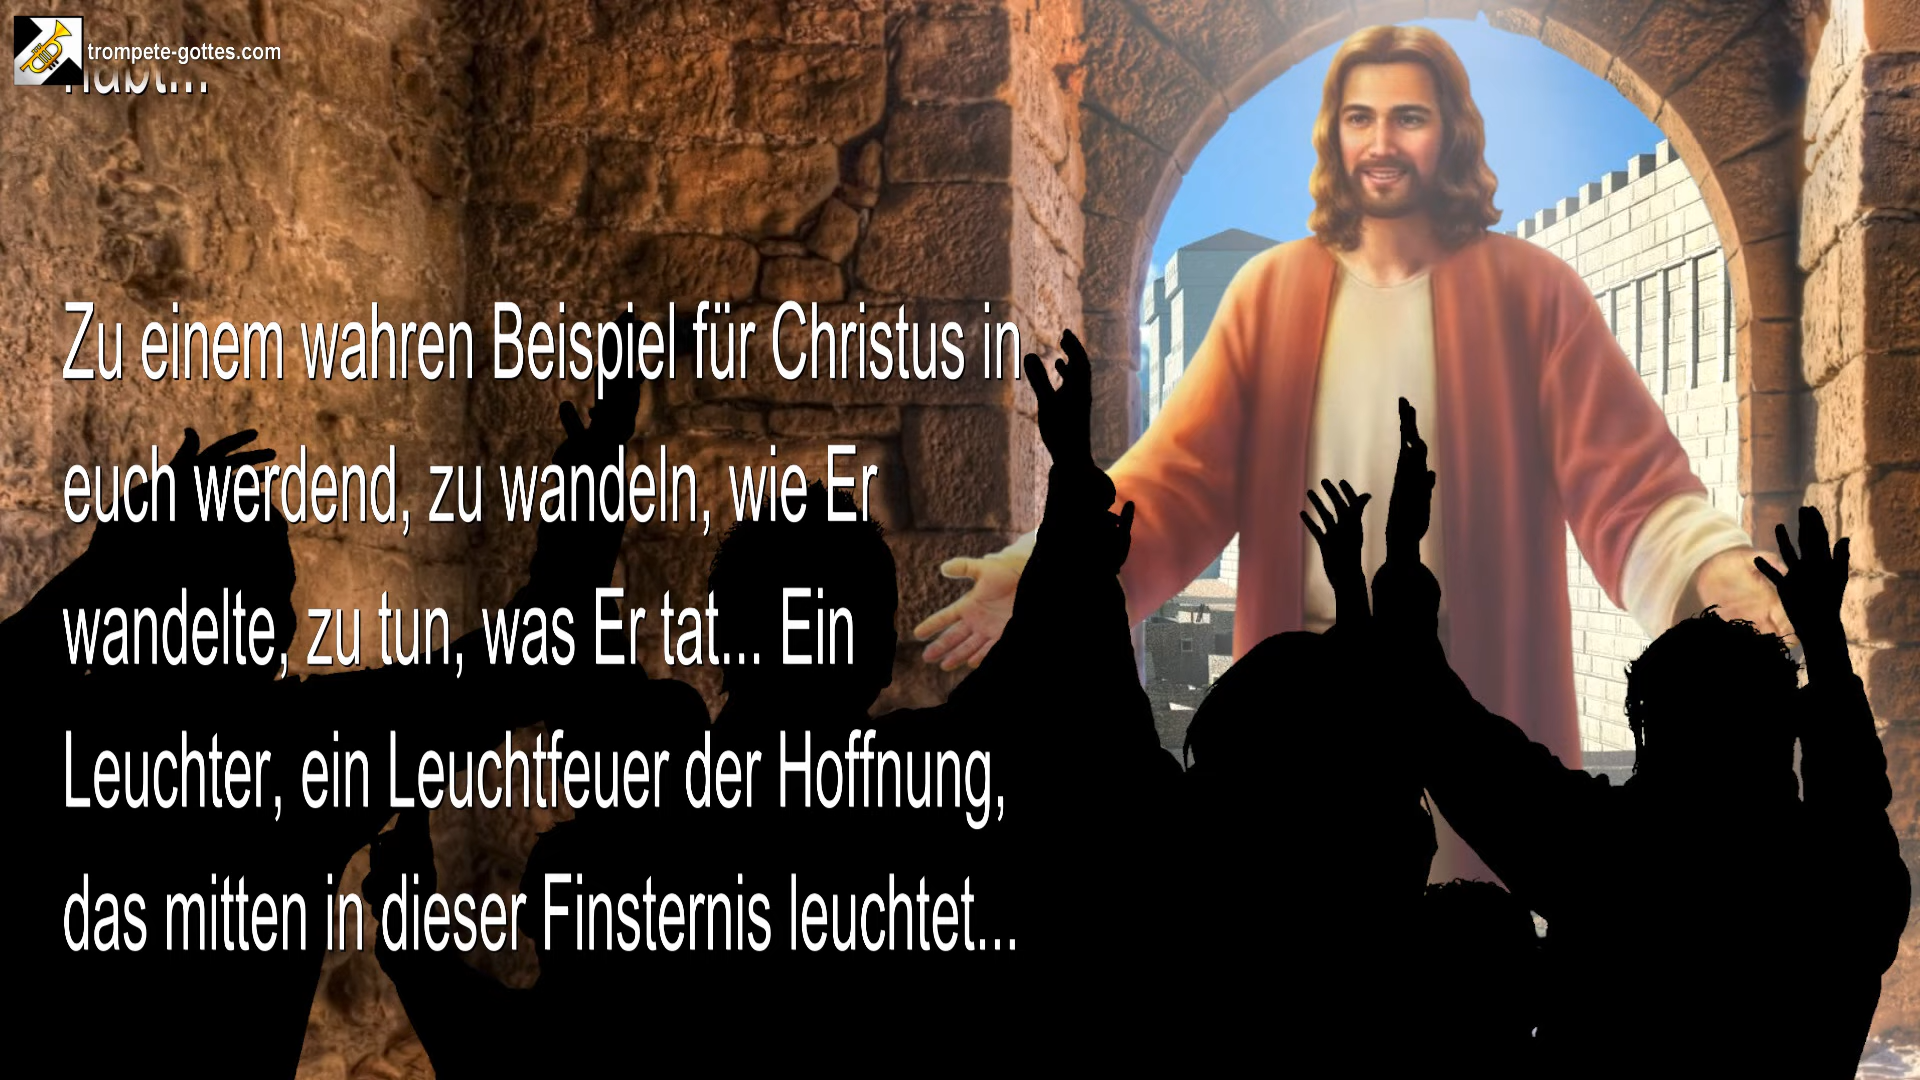 trompete-gottes.com
Zu einem wahren Beispiel für Christus in
euch werdend, zu wandeln, wie Er
wandelte, zu tun, was Er tat... Ein
Leuchter, ein Leuchtfeuer der Hoffnung,
das mitten in dieser Finsternis leuchtet...